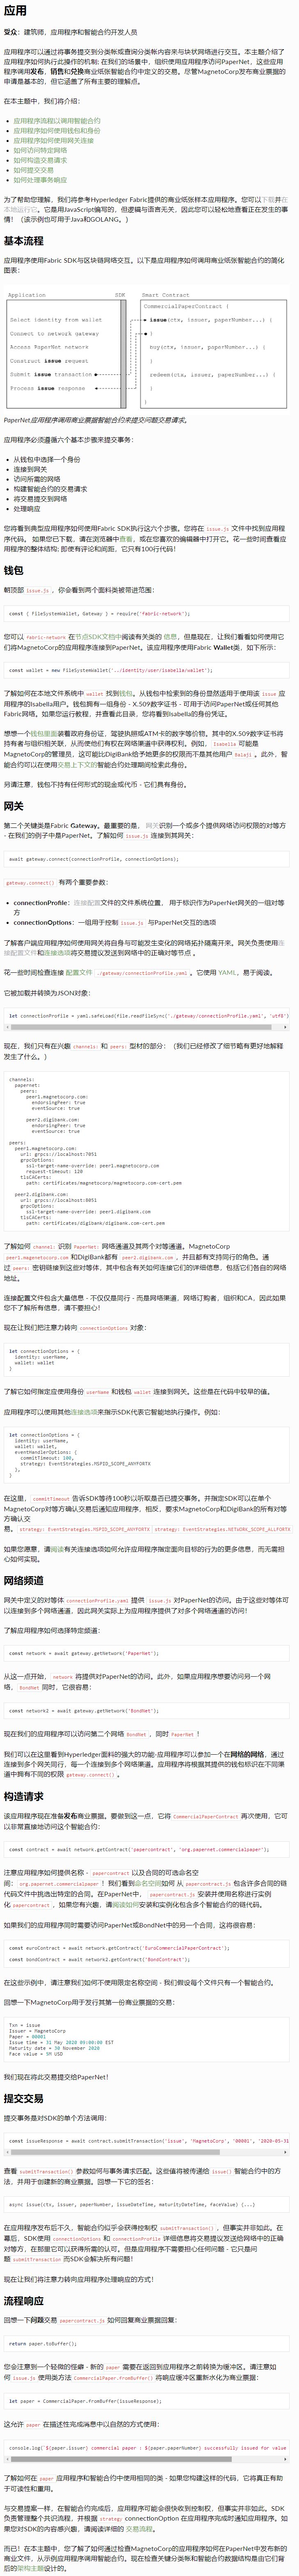 应用
受众：建筑师，应用程序和智能合约开发人员
应用程序可以通过将事务提交到分类帐或查询分类帐内容来与块状网络进行交互。本主题介绍了
应用程序如何执行此操作的机制; 在我们的场景中，组织使用应用程序访问PaperNet，这些应用
程序调用发布，销售和兑换商业纸张智能合约中定义的交易。尽管MagnetoCorp发布商业票据的
申请是基本的，但它涵盖了所有主要的理解点。
在本主题中，我们将介绍：
应用程序流程以调用智能合约
应用程序如何使用钱包和身份
应用程序如何使用网关连接
如何访问特定网络
如何构造交易请求
如何提交交易
如何处理事务响应
为了帮助您理解，我们将参考Hyperledger Fabric提供的商业纸张样本应用程序。您可以下载并在
本地运行它。它是用JavaScript编写的，但逻辑与语言无关，因此您可以轻松地查看正在发生的事
情！（该示例也可用于Java和GOLANG。）
基本流程
应用程序使用Fabric SDK与区块链网络交互。以下是应用程序如何调用商业纸张智能合约的简化
图表：
Application SDK Smart Contract
CommercialPaperContract {
Select identity from wallet
issue(ctx, issuer, paperNumber...) {
Connect to network gateway
}
Access PaperNet network
buy(ctx, issuer, paperNumber...) {
Construct issue request
}
Submit issue transaction
redeem(ctx, issuer, paperNumber...) {
Process issue response
}
}
PaperNet应用程序调用商业票据智能合约来提交问题交易请求。
应用程序必须遵循六个基本步骤来提交事务：
从钱包中选择一个身份
连接到网关
访问所需的网络
构建智能合约的交易请求
将交易提交到网络
处理响应
您将看到典型应用程序如何使用Fabric SDK执行这六个步骤。您将在 issue.js 文件中找到应用程
序代码。如果您已下载，请在浏览器中查看，或在您喜欢的编辑器中打开它。花一些时间查看应
用程序的整体结构; 即使有评论和间距，它只有100行代码！
钱包
朝顶部 issue.js ，你会看到两个面料类被带进范围：
const { FileSystemWallet, Gateway } = require('fabric-network');
您可以 fabric-network 在节点SDK文档中阅读有关类的 信息，但是现在，让我们看看如何使用它
们将MagnetoCorp的应用程序连接到PaperNet。该应用程序使用Fabric Wallet类，如下所示：
const wallet = new FileSystemWallet('../identity/user/isabella/wallet');
了解如何在本地文件系统中 wallet 找到钱包。从钱包中检索到的身份显然适用于使用该 issue 应
用程序的Isabella用户。钱包拥有一组身份 - X.509数字证书 - 可用于访问PaperNet或任何其他
Fabric网络。如果您运行教程，并查看此目录，您将看到Isabella的身份凭证。
想想一个钱包里面装着政府身份证，驾驶执照或ATM卡的数字等价物。其中的X.509数字证书将
持有者与组织相关联，从而使他们有权在网络渠道中获得权利。例如， Isabella 可能是
MagnetoCorp的管理员，这可能比DigiBank给予她更多的权限而不是其他用户 Balaji 。此外，智
能合约可以在使用交易上下文的智能合约处理期间检索此身份。
另请注意，钱包不持有任何形式的现金或代币 - 它们具有身份。
网关
第二个关键类是Fabric Gateway。最重要的是， 网关识别一个或多个提供网络访问权限的对等方
- 在我们的例子中是PaperNet。了解如何 issue.js 连接到其网关：
await gateway.connect(connectionProfile, connectionOptions);
gateway.connect() 有两个重要参数：
connectionProfile：连接配置文件的文件系统位置， 用于标识作为PaperNet网关的一组对等
方
connectionOptions：一组用于控制 issue.js 与PaperNet交互的选项
了解客户端应用程序如何使用网关将自身与可能发生变化的网络拓扑隔离开来。网关负责使用连
接配置文件和连接选项将交易提议发送到网络中的正确对等节点 。
花一些时间检查连接 配置文件 ./gateway/connectionProfile.yaml 。它使用 YAML，易于阅读。
它被加载并转换为JSON对象：
let connectionProfile = yaml.safeLoad(file.readFileSync('./gateway/connectionProfile.yaml', 'utf8')
现在，我们只有在兴趣 channels: 和 peers: 型材的部分：（我们已经修改了细节略有更好地解释
发生了什么。）
channels:
papernet:
peers:
peer1.magnetocorp.com:
endorsingPeer: true
eventSource: true
peer2.digibank.com:
endorsingPeer: true
eventSource: true
peers:
peer1.magnetocorp.com:
url: grpcs://localhost:7051
grpcOptions:
ssl-target-name-override: peer1.magnetocorp.com
request-timeout: 120
tlsCACerts:
path: certificates/magnetocorp/magnetocorp.com-cert.pem
peer2.digibank.com:
url: grpcs://localhost:8051
grpcOptions:
ssl-target-name-override: peer1.digibank.com
tlsCACerts:
path: certificates/digibank/digibank.com-cert.pem
了解如何 channel: 识别 PaperNet: 网络通道及其两个对等通道。MagnetoCorp
peer1.magenetocorp.com 和DigiBank都有 peer2.digibank.com ，并且都有支持同行的角色。通
过 peers: 密钥链接到这些对等体，其中包含有关如何连接它们的详细信息，包括它们各自的网络
地址。
连接配置文件包含大量信息 - 不仅仅是同行 - 而是网络渠道，网络订购者，组织和CA，因此如果
您不了解所有信息，请不要担心！
现在让我们把注意力转向 connectionOptions 对象：
let connectionOptions = {
identity: userName,
wallet: wallet
}
了解它如何指定应使用身份 userName 和钱包 wallet 连接到网关。这些是在代码中较早的值。
应用程序可以使用其他连接选项来指示SDK代表它智能地执行操作。例如：
let connectionOptions = {
identity: userName,
wallet: wallet,
eventHandlerOptions: {
commitTimeout: 100,
strategy: EventStrategies.MSPID_SCOPE_ANYFORTX
},
}
在这里， commitTimeout 告诉SDK等待100秒以听取是否已提交事务。并指定SDK可以在单个
MagnetoCorp对等方确认交易后通知应用程序，相反，要求MagnetoCorp和DigiBank的所有对等
方确认交
易。 strategy: EventStrategies.MSPID_SCOPE_ANYFORTX strategy: EventStrategies.NETWORK_SCOPE_ALLFORTX
如果您愿意，请阅读有关连接选项如何允许应用程序指定面向目标的行为的更多信息，而无需担
心如何实现。
网络频道
网关中定义的对等体 connectionProfile.yaml 提供 issue.js 对PaperNet的访问。由于这些对等体可
以连接到多个网络通道，因此网关实际上为应用程序提供了对多个网络通道的访问！
了解应用程序如何选择特定频道：
const network = await gateway.getNetwork('PaperNet');
从这一点开始， network 将提供对PaperNet的访问。此外，如果应用程序想要访问另一个网
络， BondNet 同时，它很容易：
const network2 = await gateway.getNetwork('BondNet');
现在我们的应用程序可以访问第二个网络 BondNet ，同时 PaperNet ！
我们可以在这里看到Hyperledger面料的强大的功能-应用程序可以参加一个在网络的网络，通过
连接到多个网关同行，每一个连接到多个网络渠道。应用程序将根据其提供的钱包标识在不同渠
道中拥有不同的权限 gateway.connect() 。
构造请求
该应用程序现在准备发布商业票据。要做到这一点，它将 CommercialPaperContract 再次使用，它可
以非常直接地访问这个智能合约：
const contract = await network.getContract('papercontract', 'org.papernet.commercialpaper');
注意应用程序如何提供名称 - papercontract 以及合同的可选命名空
间： org.papernet.commercialpaper ！我们看到命名空间如何 从 papercontract.js 包含许多合同的链
代码文件中挑选出特定的合同。在PaperNet中， papercontract.js 安装并使用名称进行实例
化 papercontract ，如果您有兴趣，请阅读如何安装和实例化包含多个智能合约的链代码。
如果我们的应用程序同时需要访问PaperNet或BondNet中的另一个合同，这将很容易：
const euroContract = await network.getContract('EuroCommercialPaperContract');
const bondContract = await network2.getContract('BondContract');
在这些示例中，请注意我们如何不使用限定名称空间 - 我们假设每个文件只有一个智能合约。
回想一下MagnetoCorp用于发行其第一份商业票据的交易：
Txn = issue
Issuer = MagnetoCorp
Paper = 00001
Issue time = 31 May 2020 09:00:00 EST
Maturity date = 30 November 2020
Face value = 5M USD
我们现在将此交易提交给PaperNet！
提交交易
提交事务是对SDK的单个方法调用：
const issueResponse = await contract.submitTransaction('issue', 'MagnetoCorp', '00001', '2020-05-31
查看 submitTransaction() 参数如何与事务请求匹配。这些值将被传递给 issue() 智能合约中的方
法，并用于创建新的商业票据。回想一下它的签名：
async issue(ctx, issuer, paperNumber, issueDateTime, maturityDateTime, faceValue) {...}
在应用程序发布后不久，智能合约似乎会获得控制权 submitTransaction() ，但事实并非如此。在
幕后，SDK使用 connectionOptions 和 connectionProfile 详细信息将交易提议发送给网络中的正确
对等方，在那里它可以获得所需的认可。但是应用程序不需要担心任何问题 - 它只是问
题 submitTransaction 而SDK会解决所有问题！
现在让我们将注意力转向应用程序处理响应的方式！
流程响应
回想一下问题交易 papercontract.js 如何回复商业票据回复：
return paper.toBuffer();
您会注意到一个轻微的怪癖 - 新的 paper 需要在返回到应用程序之前转换为缓冲区。请注意如
何 issue.js 使用类方法 CommercialPaper.fromBuffer() 将响应缓冲区重新水化为商业票据：
let paper = CommercialPaper.fromBuffer(issueResponse);
这允许 paper 在描述性完成消息中以自然的方式使用：
console.log(`${paper.issuer} commercial paper : ${paper.paperNumber} successfully issued for value
了解如何在 paper 应用程序和智能合约中使用相同的类 - 如果您构建这样的代码，它将真正有助
于可读性和重用。
与交易提案一样，在智能合约完成后，应用程序可能会很快收到控制权，但事实并非如此。SDK
负责管理整个共识流程，并根据 strategy connectionOption 在应用程序完成时通知应用程序。如
果您对SDK的内容感兴趣，请阅读详细的 交易流程。
而已！在本主题中，您了解了如何通过检查MagnetoCorp的应用程序如何在PaperNet中发布新的
商业文件，从示例应用程序调用智能合约。现在检查关键分类帐和智能合约数据结构是由它们背
后的架构主题设计的。